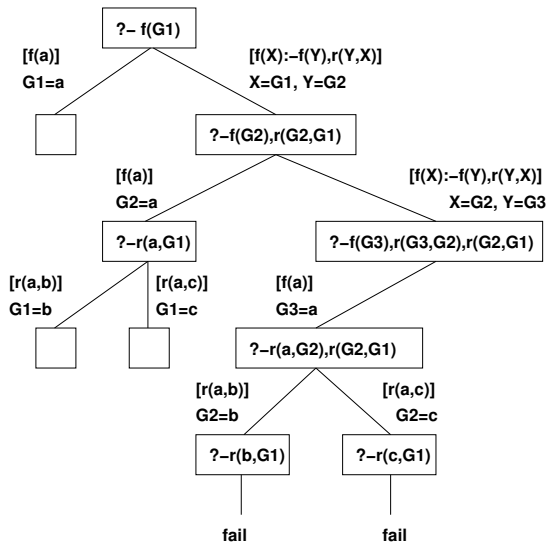 ?- f(G1)
[f(a)]
G1=a
[f(X):-f(Y),r(Y,X)]
X=G1, Y=G2
?-f(G2),r(G2,G1)
[f(a)]
G2=a
[f(X):-f(Y),r(Y,X)]
X=G2, Y=G3
?-r(a,G1)
?-f(G3),r(G3,G2),r(G2,G1)
[r(a,b)]
G1=b
[r(a,c)]
G1=c
[f(a)]
G3=a
?-r(a,G2),r(G2,G1)
[r(a,b)]
G2=b
[r(a,c)]
G2=c
?-r(b,G1)
?-r(c,G1)
fail
fail